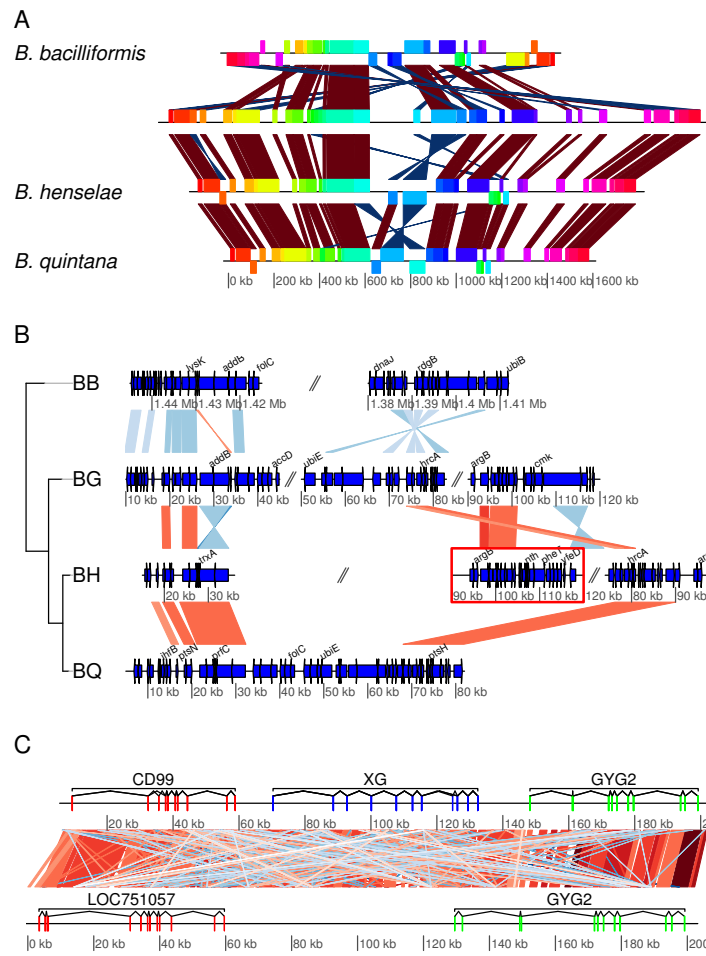 A
B. bacilliformis
B. henselae
B. quintana
0 kb 200 kb 400 kb 600 kb 800 kb 1000 kb 1200 kb 1400 kb 1600 kb
B
lysK addB folC dnaJ rdgB ubiB
BB //
1.44 Mb 1.43 Mb 1.42 Mb 1.38 Mb 1.39 Mb 1.4 Mb 1.41 Mb
addB accD ubiE hrcA argB cmk
BG // //
10 kb 20 kb 30 kb 40 kb 50 kb 60 kb 70 kb 80 kb 90 kb 100 kb 110 kb 120 kb
trxA argB nth yfeD hrcA
BH // //
20 kb 30 kb 90 kb 100 kb 110 kb 120 80 kb 90 kb
ihfB ptsN prfC folC ubiE ptsH
BQ
10 kb 20 kb 30 kb 40 kb 50 kb 60 kb 70 kb 80 kb
C
CD99 XG GYG2
20 kb 40 kb 60 kb 80 kb 100 kb 120 kb 140 kb 160 kb 180 kb 2
LOC751057 GYG2
0 kb 20 kb 40 kb 60 kb 80 kb 100 kb 120 kb 140 kb 160 kb 180 kb 200